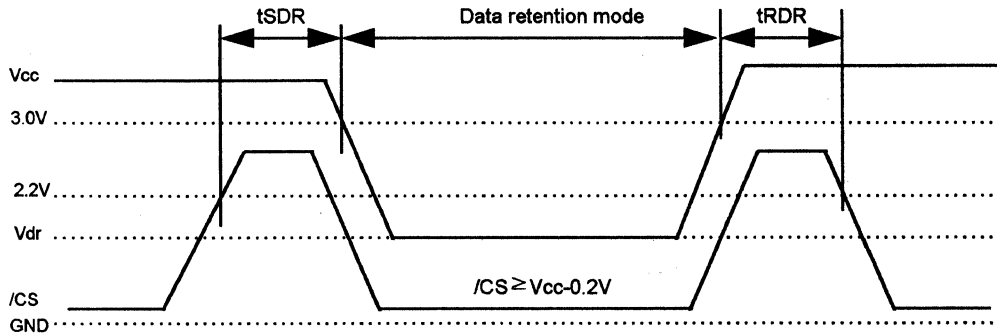 tSDR Data retention mode tRDR
Vcc
3.0V
2.2V
Vdr
/CS≥Vcc-0.2V
/CS
GND